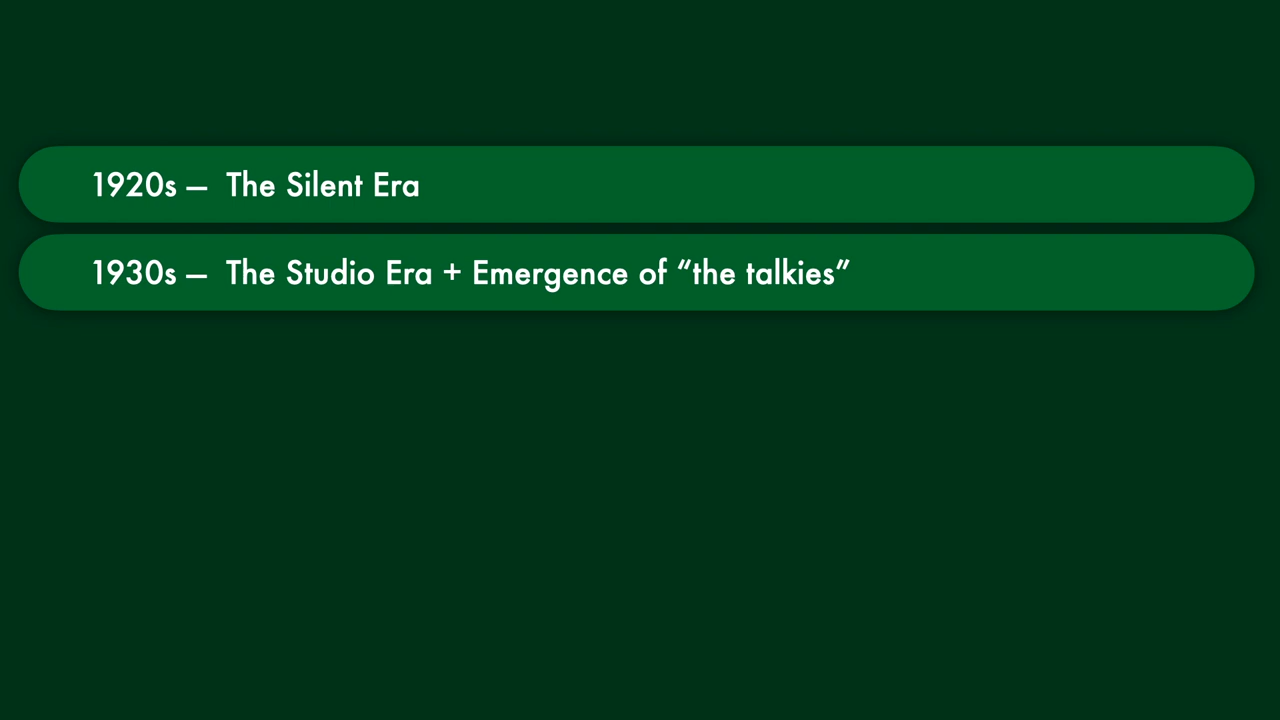 1920s – The Silent Era
1930s – The Studio Era + Emergence of “the talkies”